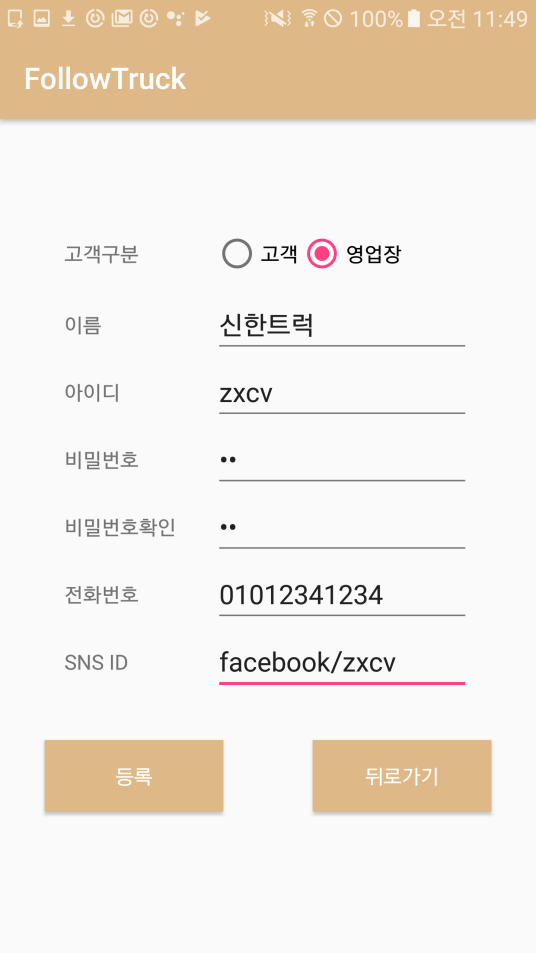 100% 오전 11:49
FollowTruck
고객구분 고객 영업장
이름 신한트럭
아이디 zxcv
비밀번호 ••
비밀번호확인 ••
전화번호 01012341234
SNS ID facebook/zxcv
등록 뒤로가기